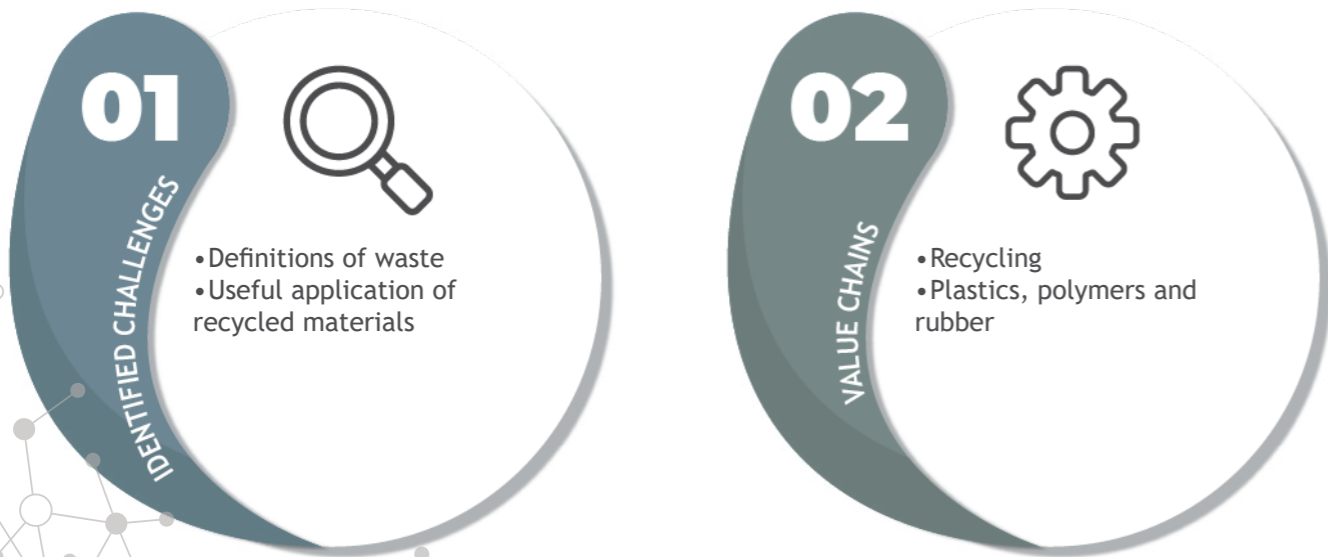 01
IDENTIFIED CHALLENGES
•Definitions of waste
•Useful application of
recycled materials
02
VALUE CHAINS
•Recycling
•Plastics, polymers and
rubber